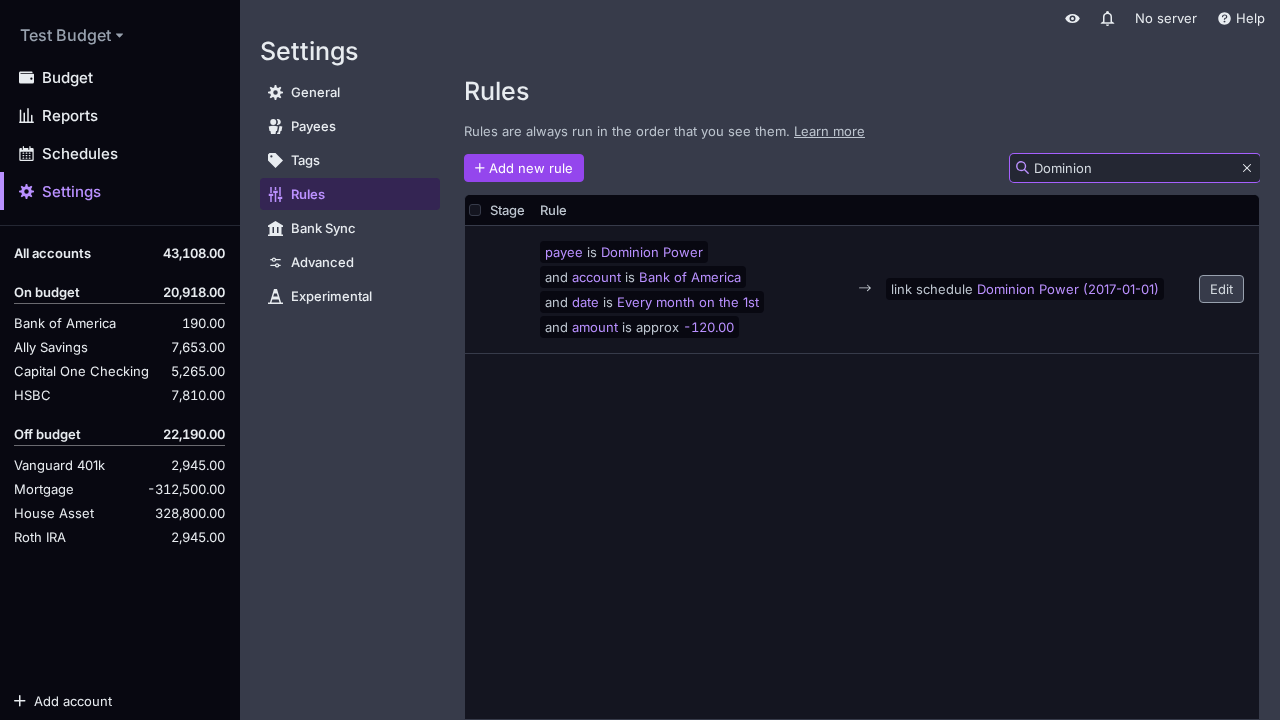 Test Budget
Budget
Reports
Schedules
Settings
All accounts 43,108.00
On budget 20,918.00
Bank of America 190.00
Ally Savings 7,653.00
Capital One Checking 5,265.00
HSBC 7,810.00
Off budget 22,190.00
Vanguard 401k 2,945.00
Mortgage -312,500.00
House Asset 328,800.00
Roth IRA 2,945.00
Add account
No server Help
Settings
General
Payees
Tags
Rules
Bank Sync
Advanced
Experimental
Rules
Rules are always run in the order that you see them. Learn more
+ Add new rule
Dominion
Stage Rule
payee is Dominion Power
and account is Bank of America
and date is Every month on the 1st
and amount is approx -120.00
→ link schedule Dominion Power (2017-01-01)
Edit